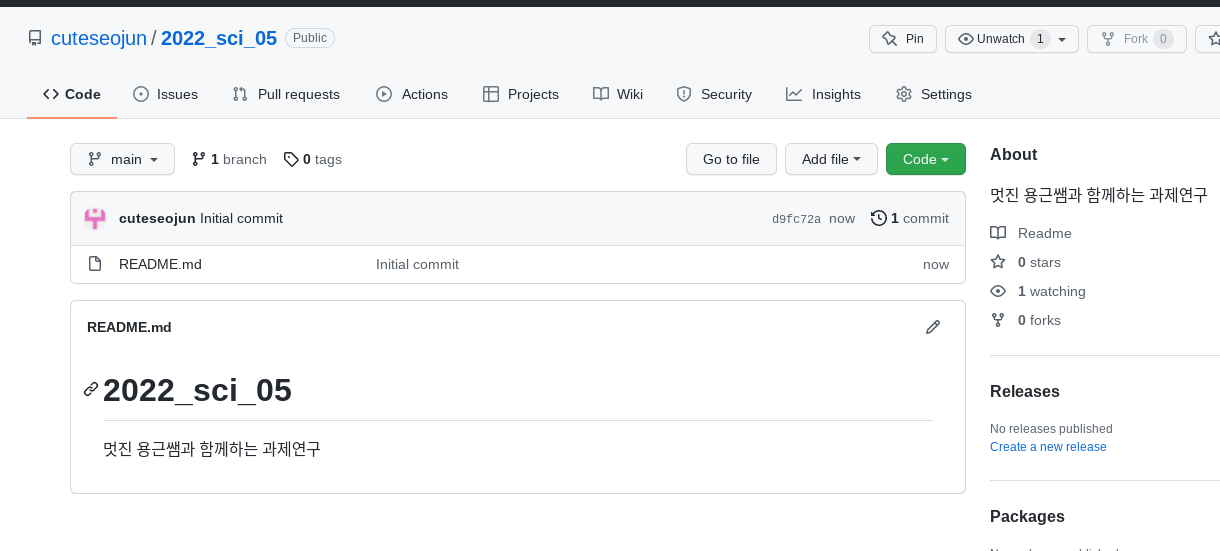 cuteseojun / 2022_sci_05 Public
Pin
Unwatch 1
Fork 0
Code Issues Pull requests Actions Projects Wiki Security Insights Settings
main 1 branch 0 tags Go to file Add file Code
cuteseojun Initial commit d9fc72a now 1 commit
README.md Initial commit now
README.md
2022_sci_05
멋진 용근쌤과 함께하는 과제연구
About
멋진 용근쌤과 함께하는 과제연구
Readme
0 stars
1 watching
0 forks
Releases
No releases published
Create a new release
Packages